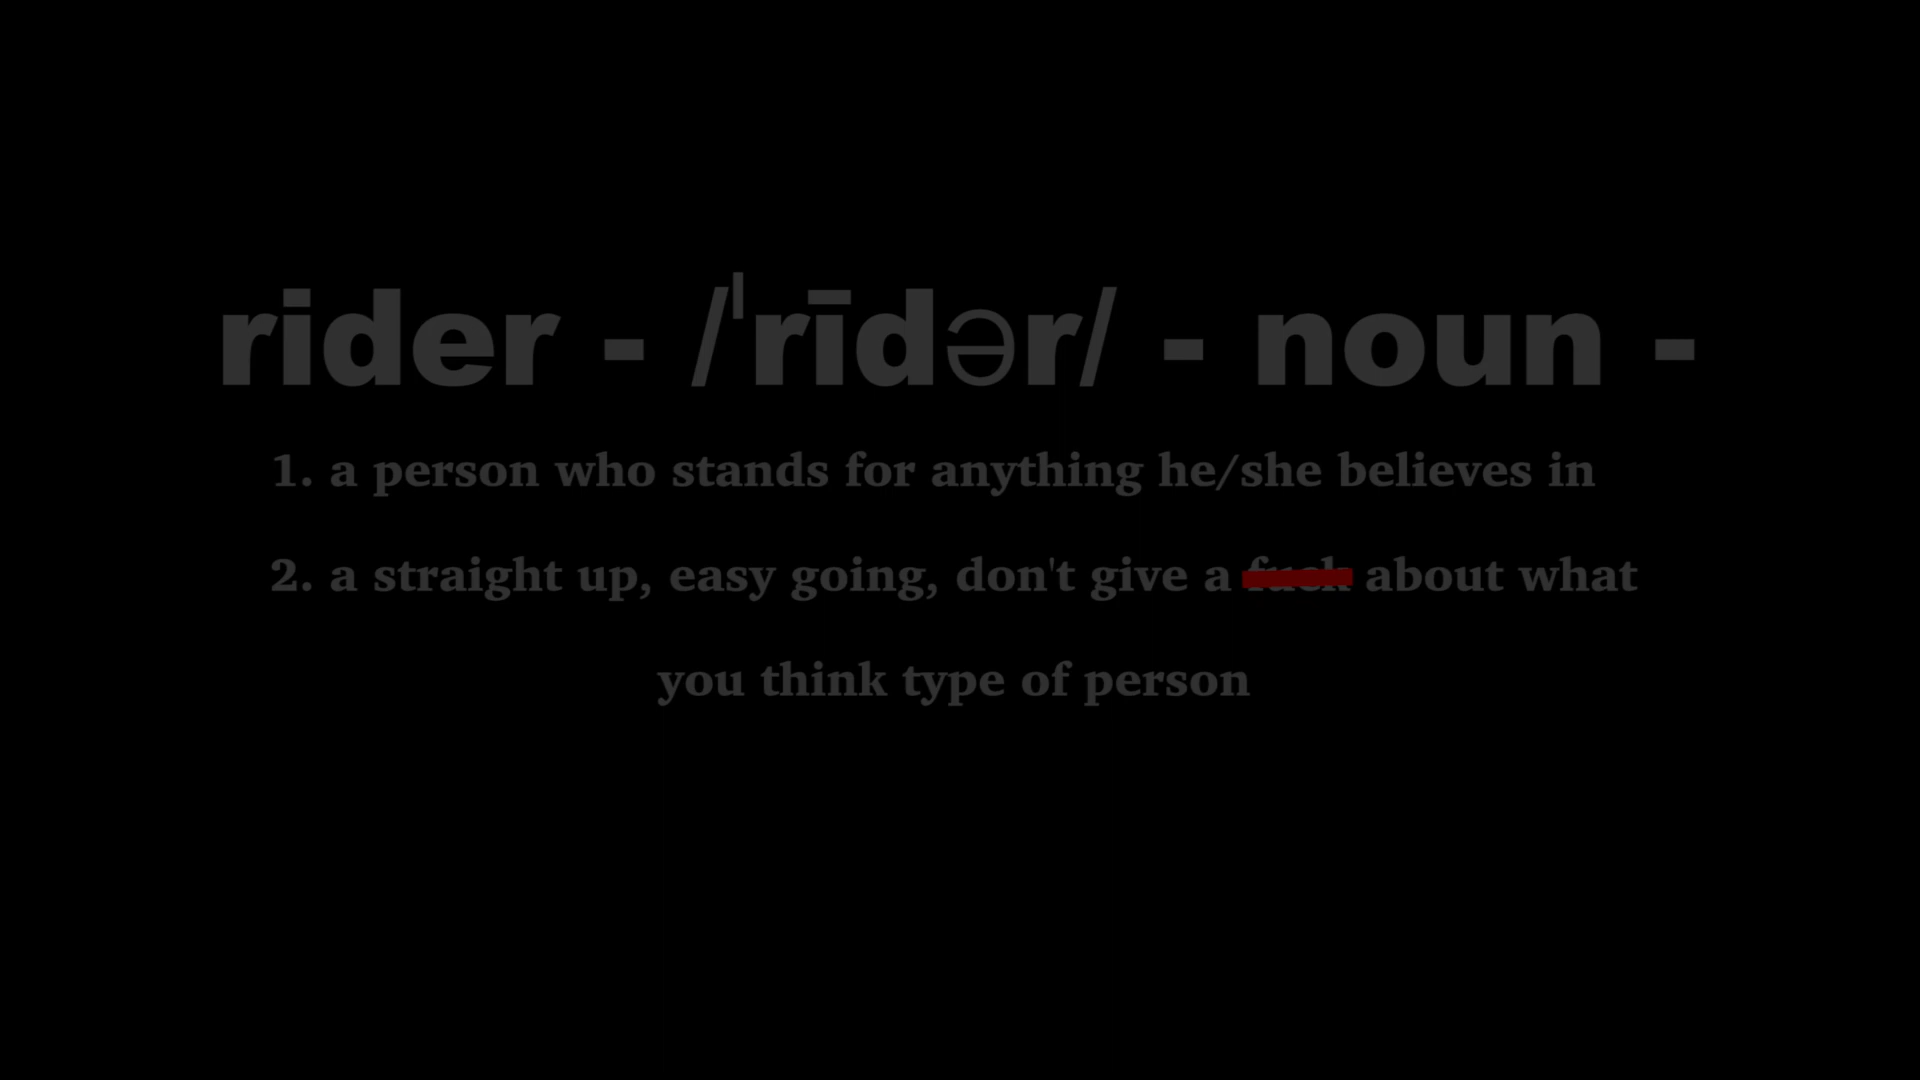 rider - /ˈrīdər/ - noun -
1. a person who stands for anything he/she believes in
2. a straight up, easy going, don't give a fuck about what
you think type of person